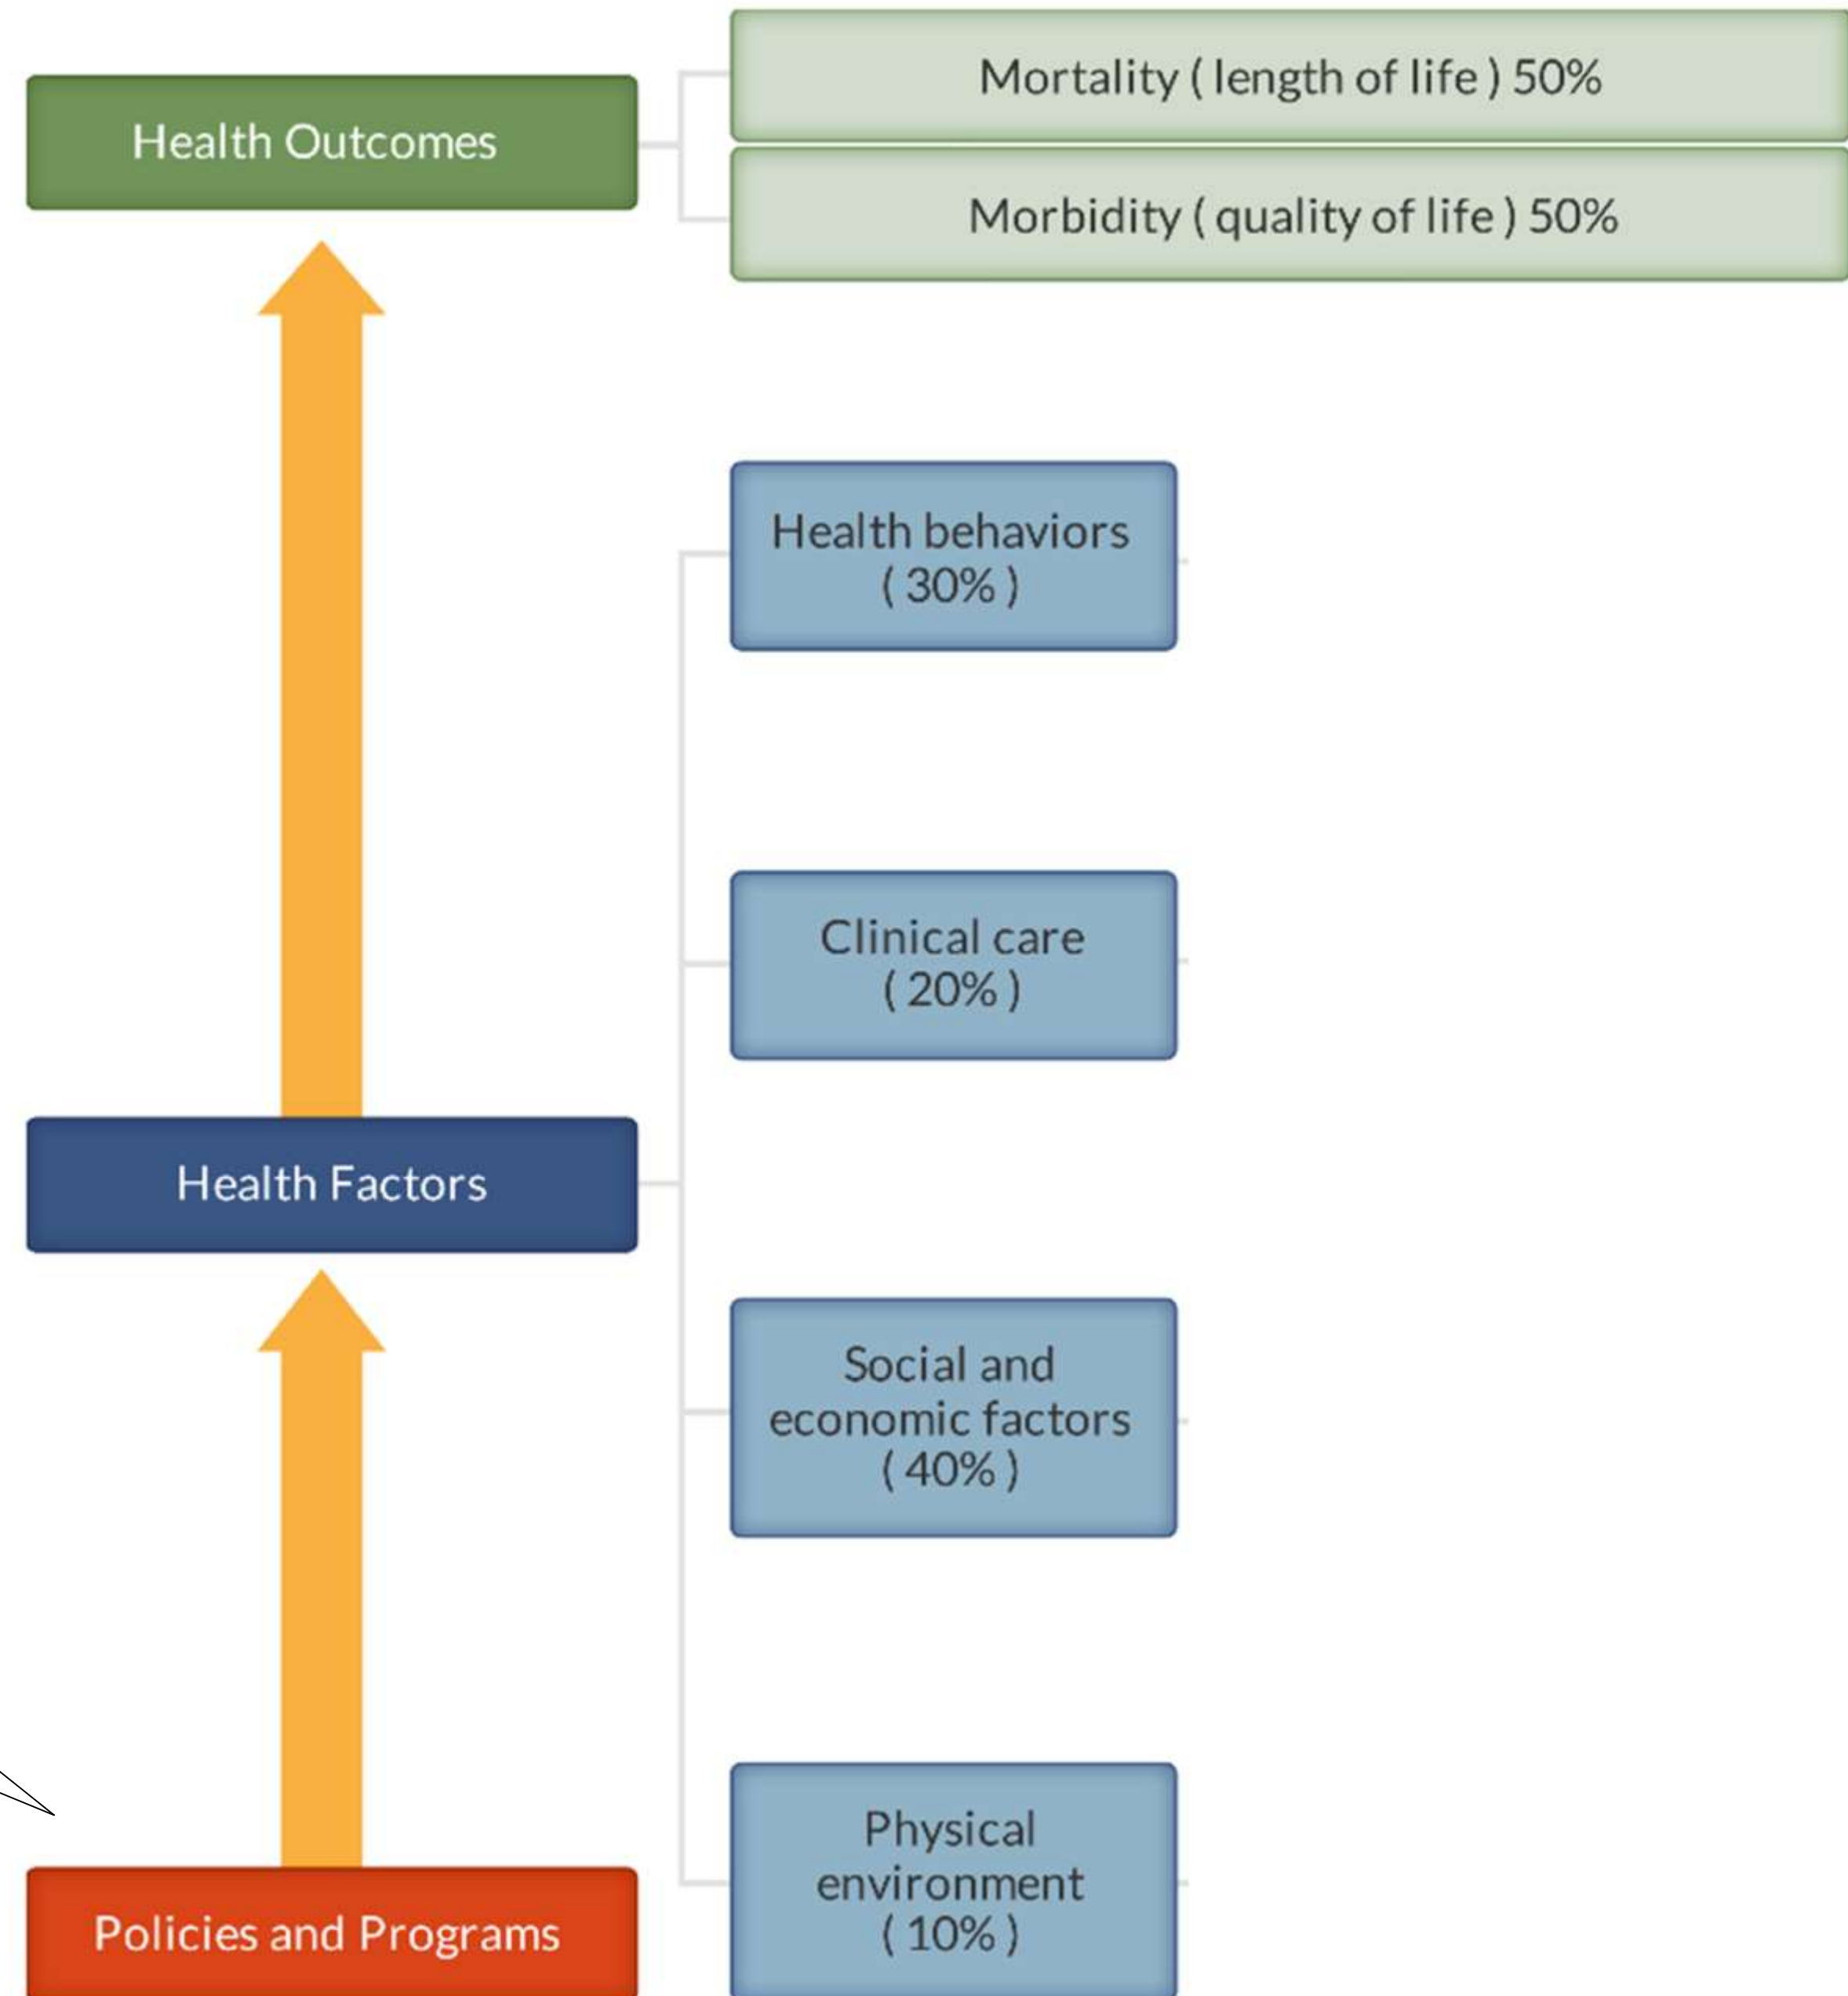 Health Outcomes
Mortality ( length of life ) 50%
Morbidity ( quality of life ) 50%
Health behaviors
( 30% )
Clinical care
( 20% )
Health Factors
Social and
economic factors
( 40% )
Physical
environment
( 10% )
Policies and Programs